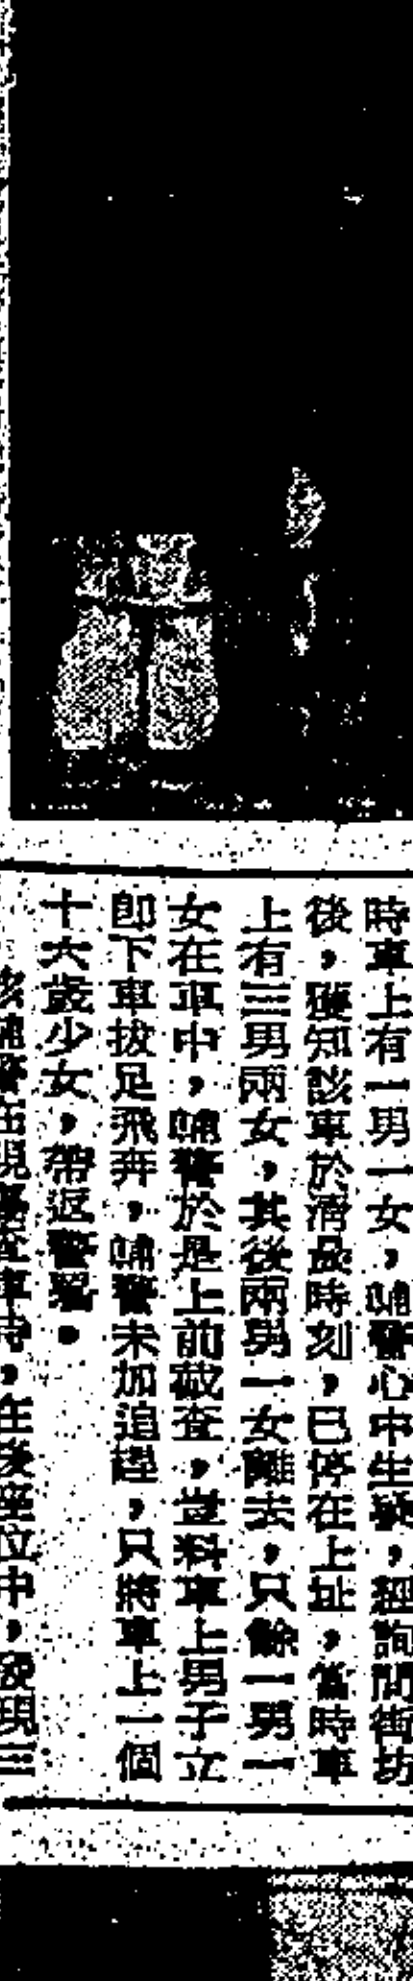 時車上有一男一女，輔警心中生疑，經詢問街坊
後，獲知該車於清晨時刻，已停在上址，當時車
上有三男兩女，其後兩男一女離去，只餘一男一
女在車中，輔警於是上前截查，豈料車上男子立
卽下車拔足飛奔，輔警未加追趕，只將車上一個
十六歲少女，帶返警署。
該輔警在現場查車時，在後座位中，發現三